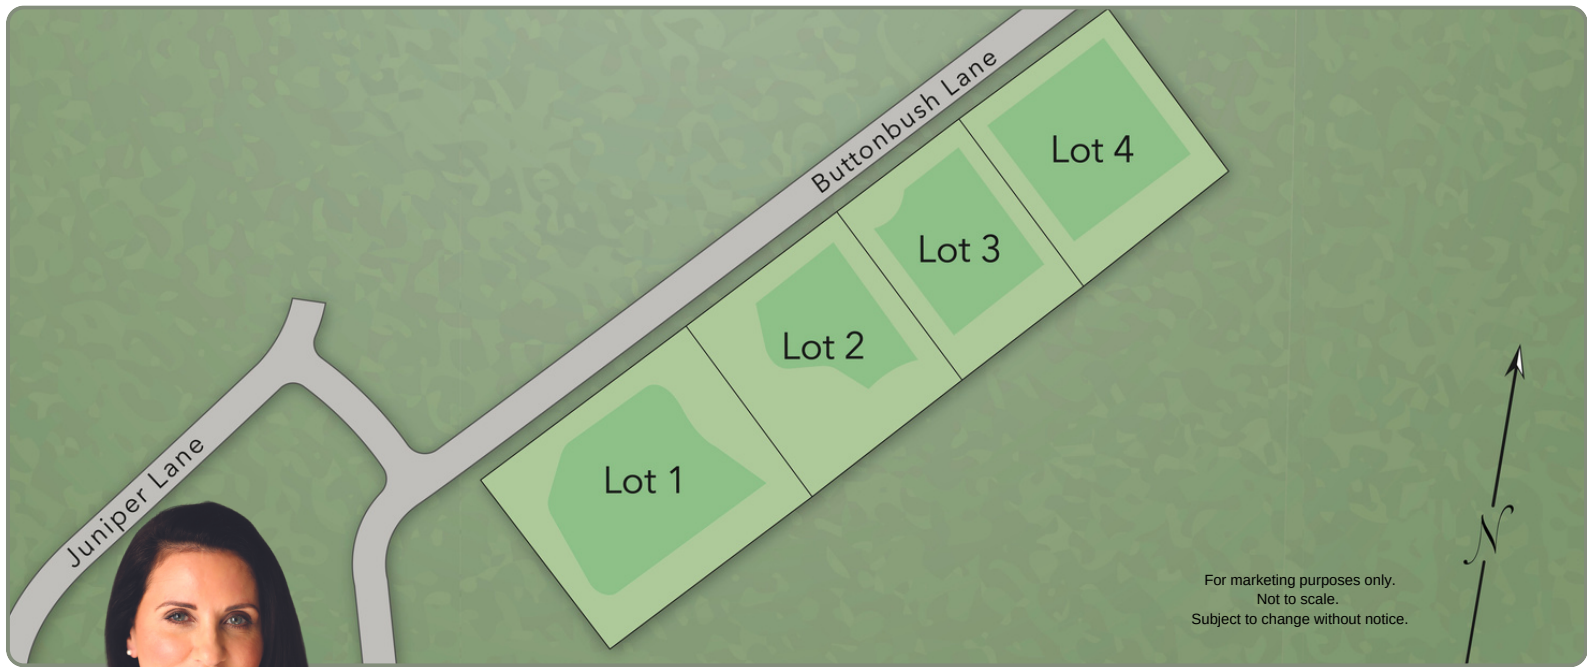 Buttonbush Lane
Lot 4
Lot 3
Lot 2
Lot 1
Juniper Lane
N
For marketing purposes only.
Not to scale.
Subject to change without notice.